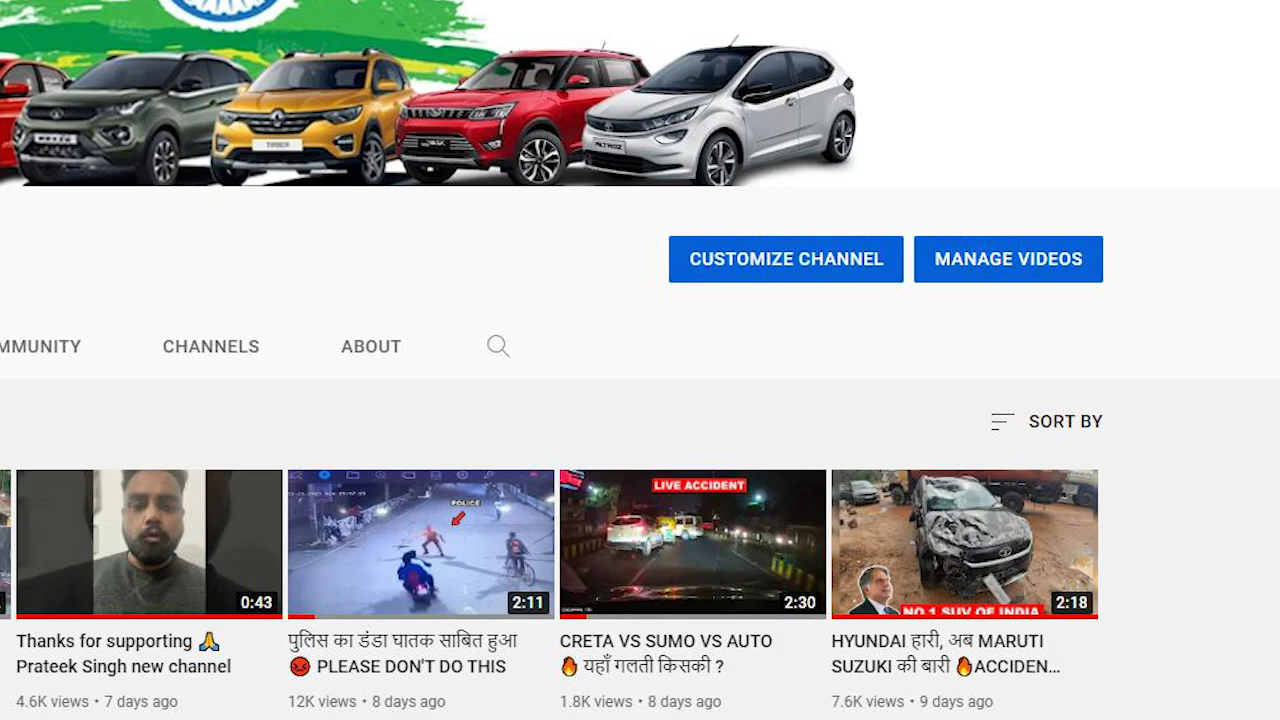 TRIBER
ALTROZ
CUSTOMIZE CHANNEL
MANAGE VIDEOS
MMUNITY
CHANNELS
ABOUT
SORT BY
0:43
POLICE
2:11
LIVE ACCIDENT
2:30
NO 1 SUV OF INDIA
2:18
Thanks for supporting 🙏
Prateek Singh new channel
4.6K views • 7 days ago
पुलिस का डंडा घातक साबित हुआ
😡 PLEASE DON'T DO THIS
12K views • 8 days ago
CRETA VS SUMO VS AUTO
🔥 यहाँ गलती किसकी ?
1.8K views • 8 days ago
HYUNDAI हारी, अब MARUTI
SUZUKI की बारी 🔥ACCIDEN...
7.6K views • 9 days ago